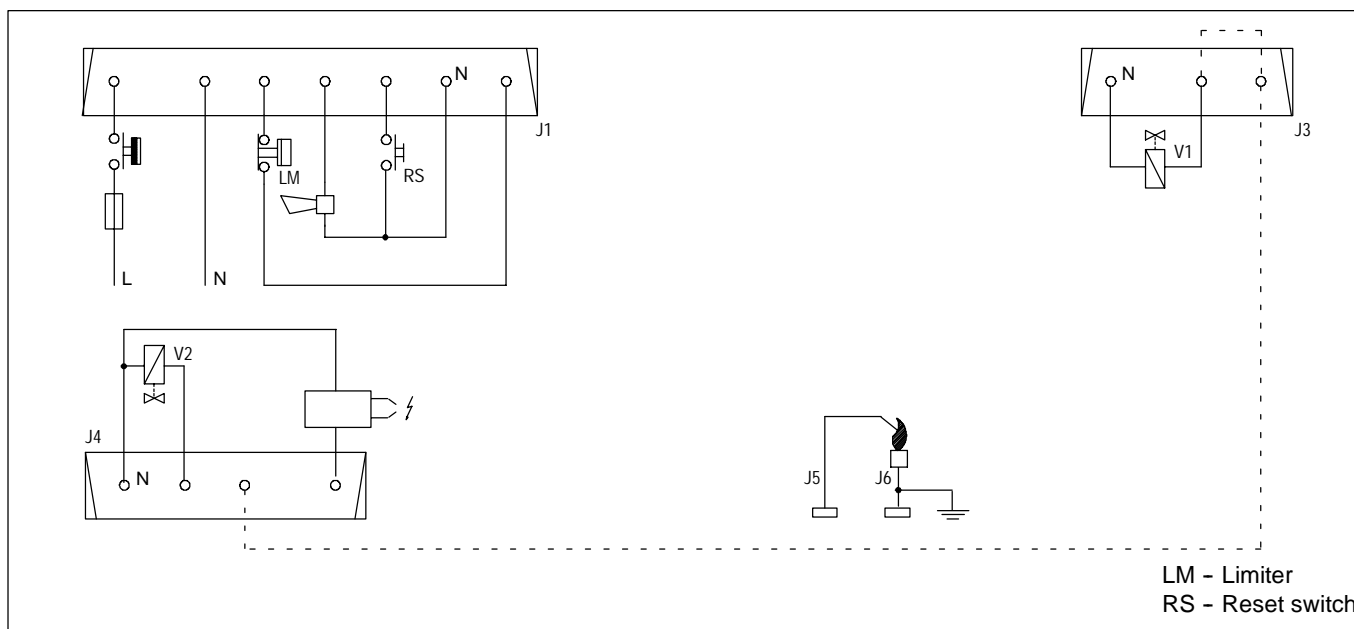 N
N
J1
J3
V1
LM
RS
L
N
V2
J4
N
J5
J6
LM - Limiter
RS - Reset switch